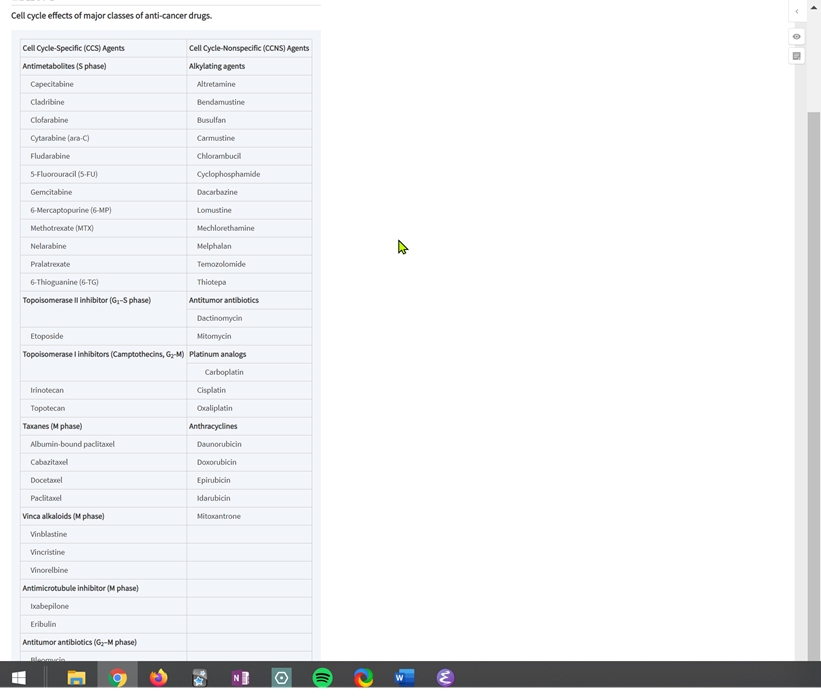 Cell cycle effects of major classes of anti-cancer drugs.
Cell Cycle-Specific (CCS) Agents Cell Cycle-Nonspecific (CCNS) Agents
Antimetabolites (S phase) Alkylating agents
Capecitabine Altretamine
Cladribine Bendamustine
Clofarabine Busulfan
Cytarabine (ara-C) Carmustine
Fludarabine Chlorambucil
5-Fluorouracil (5-FU) Cyclophosphamide
Gemcitabine Dacarbazine
6-Mercaptopurine (6-MP) Lomustine
Methotrexate (MTX) Mechlorethamine
Nelarabine Melphalan
Pralatrexate Temozolomide
6-Thioguanine (6-TG) Thiotepa
Topoisomerase II inhibitor (G₁–S phase) Antitumor antibiotics
Dactinomycin
Etoposide Mitomycin
Topoisomerase I inhibitors (Camptothecins, G₂-M) Platinum analogs
Carboplatin
Irinotecan Cisplatin
Topotecan Oxaliplatin
Taxanes (M phase) Anthracyclines
Albumin-bound paclitaxel Daunorubicin
Cabazitaxel Doxorubicin
Docetaxel Epirubicin
Paclitaxel Idarubicin
Vinca alkaloids (M phase) Mitoxantrone
Vinblastine
Vincristine
Vinorelbine
Antimicrotubule inhibitor (M phase)
Ixabepilone
Eribulin
Antitumor antibiotics (G₂–M phase)
Bleomycin